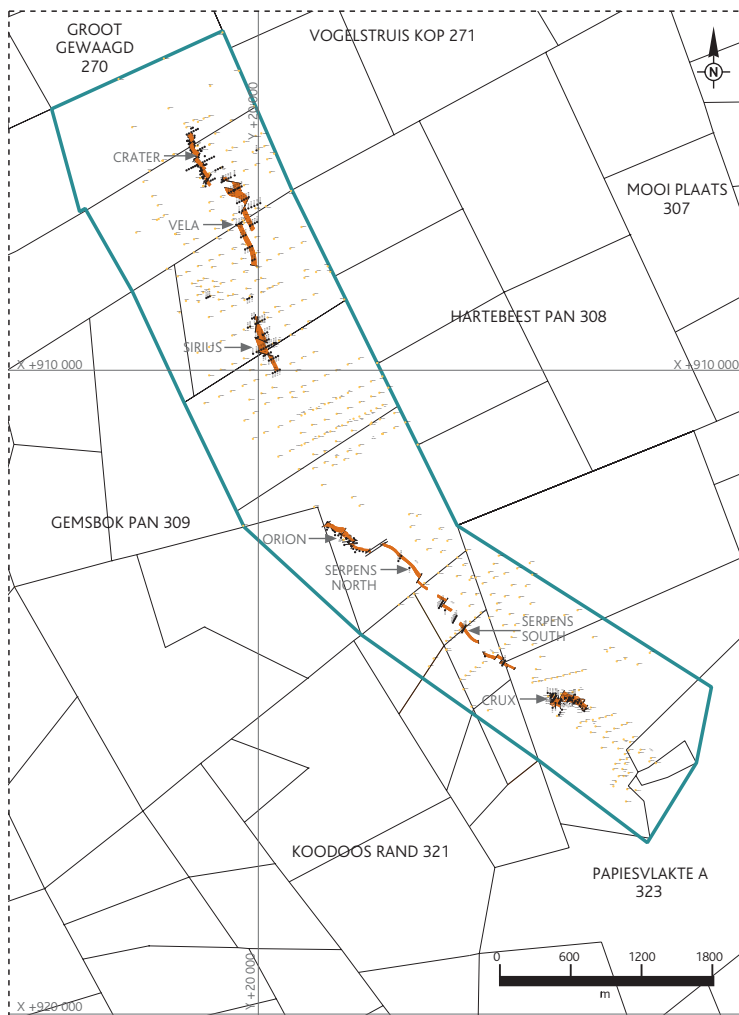 GROOT
GEWAAGD
270
VOGELSTRUIS KOP 271
N
Y +20 000
CRATER
MOOI PLAATS
307
VELA
HARTEBEEST PAN 308
SIRIUS
X +910 000
X +910 000
GEMSBOK PAN 309
ORION
SERPENS
NORTH
SERPENS
SOUTH
CRUX
KOODOOS RAND 321
PAPIESVLAKTE A
323
Y +20 000
0
600
1200
1800
m
X +920 000